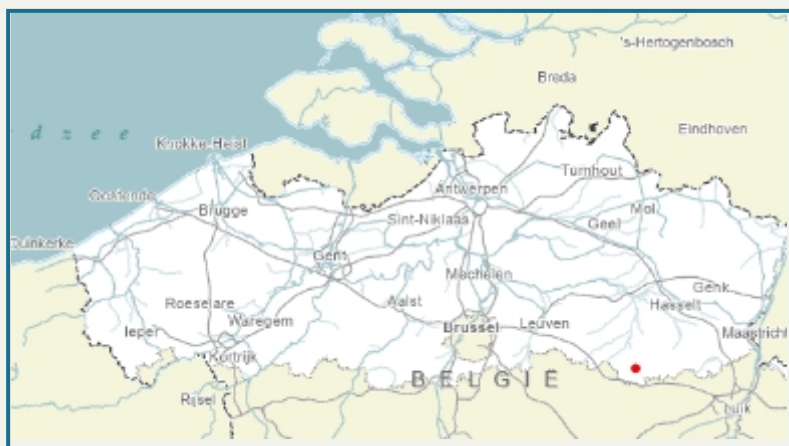 's-Hertogenbosch
Breda
dzee
Eindhoven
Knokke-Heist
Turnhout
Antwerpen
Oostende
Mol
Brugge
Sint-Niklaas
Geel
Duinkerke
Gent
Mechelen
Genk
Roeselare
Aalst
Hasselt
Waregem
Brussel
Leuven
Ieper
Maastricht
Kortrijk
BELGIË
Rijsel
Luik